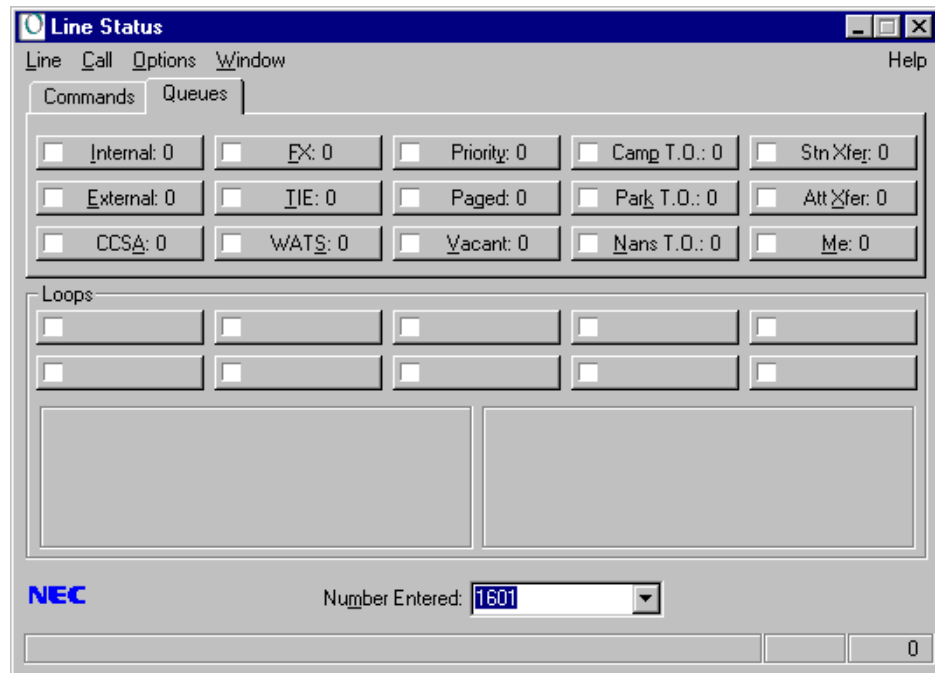 Line Status
Line Call Options Window Help
Commands Queues
Internal: 0 FX: 0 Priority: 0 Camp T.O.: 0 Stn Xfer: 0
External: 0 TIE: 0 Paged: 0 Park T.O.: 0 Att Xfer: 0
CCSA: 0 WATS: 0 Vacant: 0 Nans T.O.: 0 Me: 0
Loops
NEC Number Entered: 1601
0